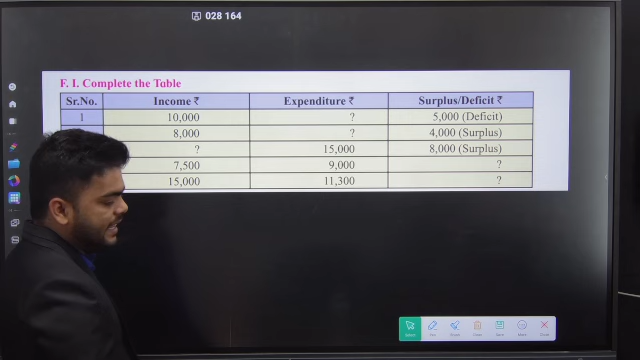 028 164
F. I. Complete the Table
Sr.No. Income ₹ Expenditure ₹ Surplus/Deficit ₹
1 10,000 ? 5,000 (Deficit)
8,000 ? 4,000 (Surplus)
? 15,000 8,000 (Surplus)
7,500 9,000 ?
15,000 11,300 ?